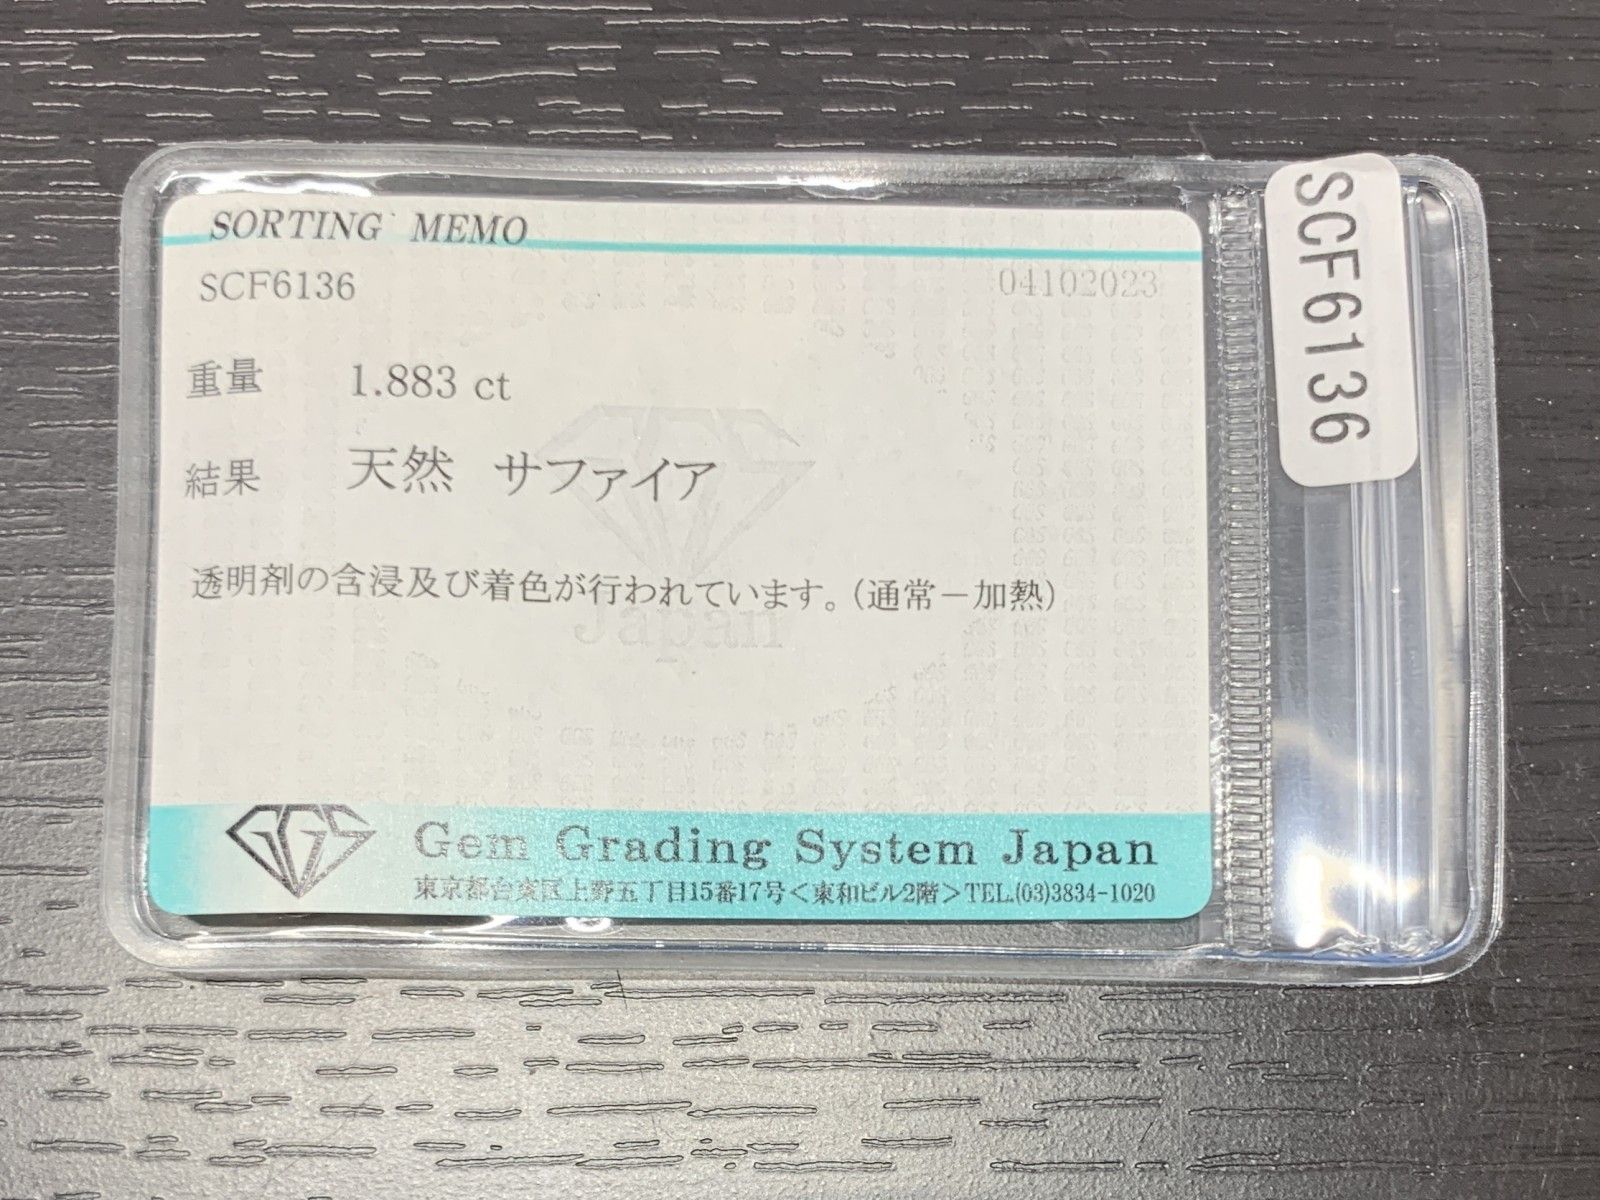 SORTING MEMO
SCF6136 04102023
重量 1.883 ct
結果 天然 サファイア
透明剤の含浸及び着色が行われています。(通常－加熱)
Japan
GGS Gem Grading System Japan
東京都台東区上野五丁目15番17号<東和ビル2階>TEL.(03)3834-1020
SCF6136